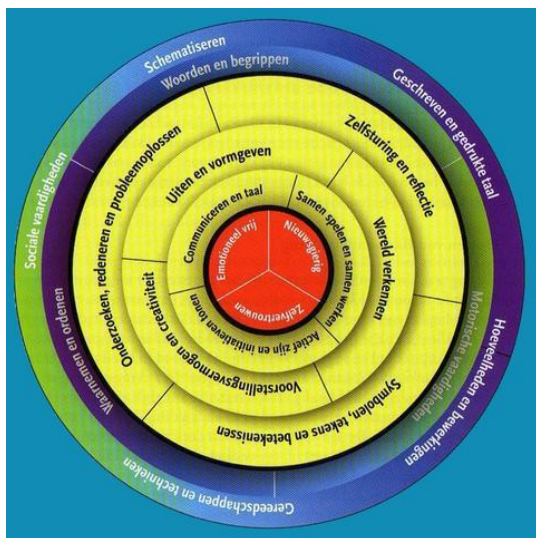 Schematiseren
Woorden en begrippen
Geschreven en gedrukte taal
Sociale vaardigheden
Zelfsturing en reflectie
Onderzoeken, redeneren en probleemoplossen
Uiten en vormgeven
Communiceren en taal
Samen spelen en samen werken
Wereld verkennen
Emotioneel vrij
Nieuwsgierig
Zelfvertrouwen
Actief zijn en initiatieven tonen
Voorstellingsvermogen en creativiteit
Symbolen, tekens en betekenissen
Motorische vaardigheden
Waarnemen en ordenen
Hoeveelheden en bewerkingen
Gereedschappen en technieken